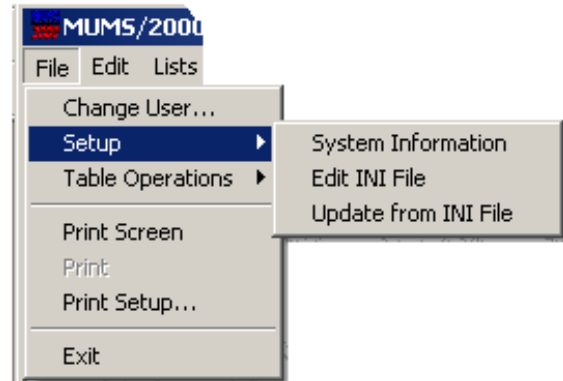 MUMS/2000
File Edit Lists
Change User...
Setup
System Information
Table Operations
Edit INI File
Update from INI File
Print Screen
Print
Print Setup...
Exit